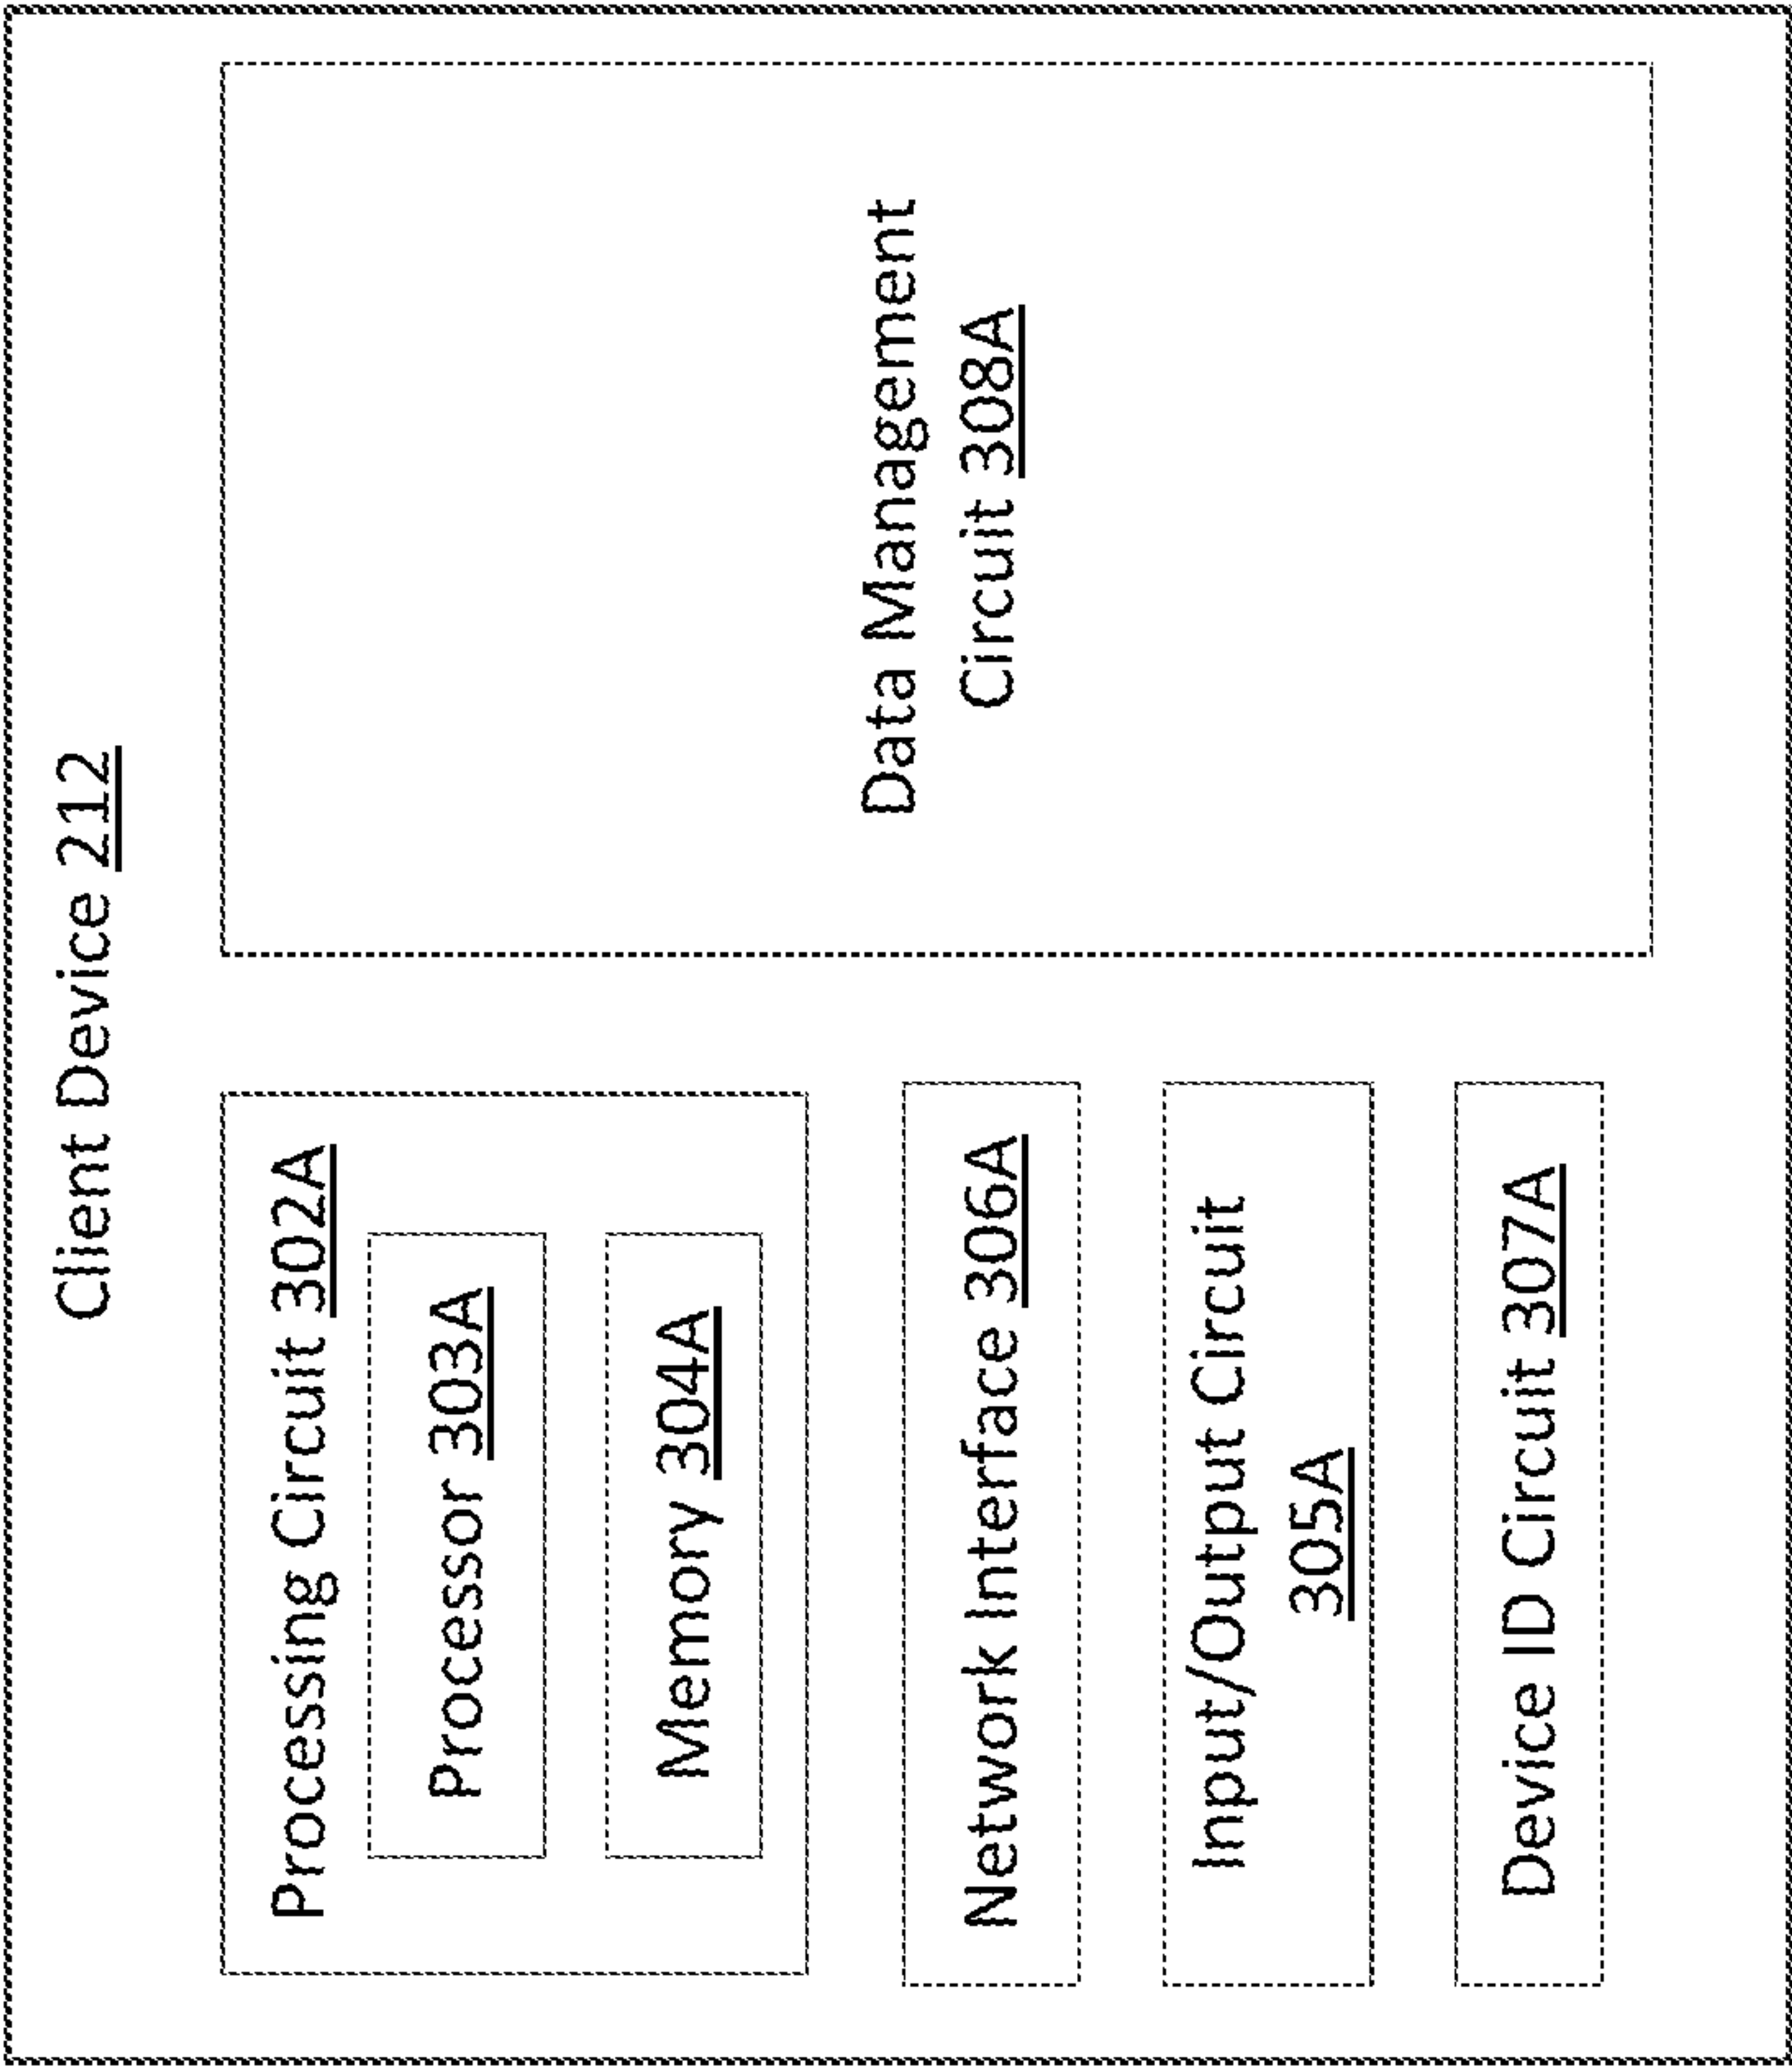 Client Device 212
Processing Circuit 302A
Processor 303A
Memory 304A
Network Interface 306A
Input/Output Circuit
305A
Device ID Circuit 307A
Data Management
Circuit 308A